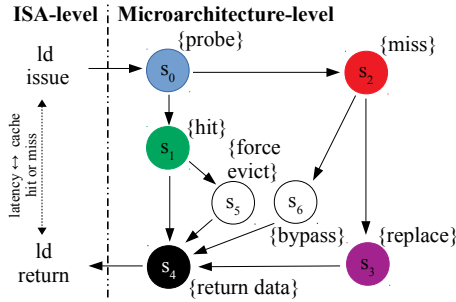 ISA-level
Microarchitecture-level
{probe}
{miss}
ld
issue
s0
s2
{hit}
{force
evict}
s1
latency ↔ cache
hit or miss
s5
s6
ld
return
{bypass}
{replace}
s4
s3
{return data}